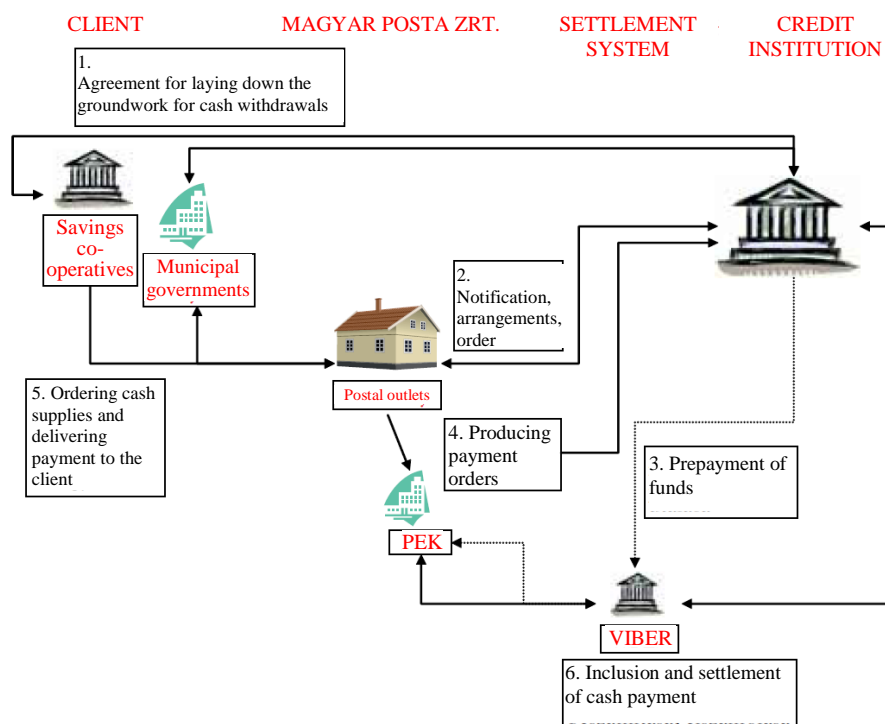 CLIENT
MAGYAR POSTA ZRT.
SETTLEMENT
SYSTEM
CREDIT
INSTITUTION
1.
Agreement for laying down the
groundwork for cash withdrawals
Savings
co-
operatives
Municipal
governments
2.
Notification,
arrangements,
order
Postal outlets
5. Ordering cash
supplies and
delivering
payment to the
client
4. Producing
payment
orders
3. Prepayment of
funds
PEK
VIBER
6. Inclusion and settlement
of cash payment